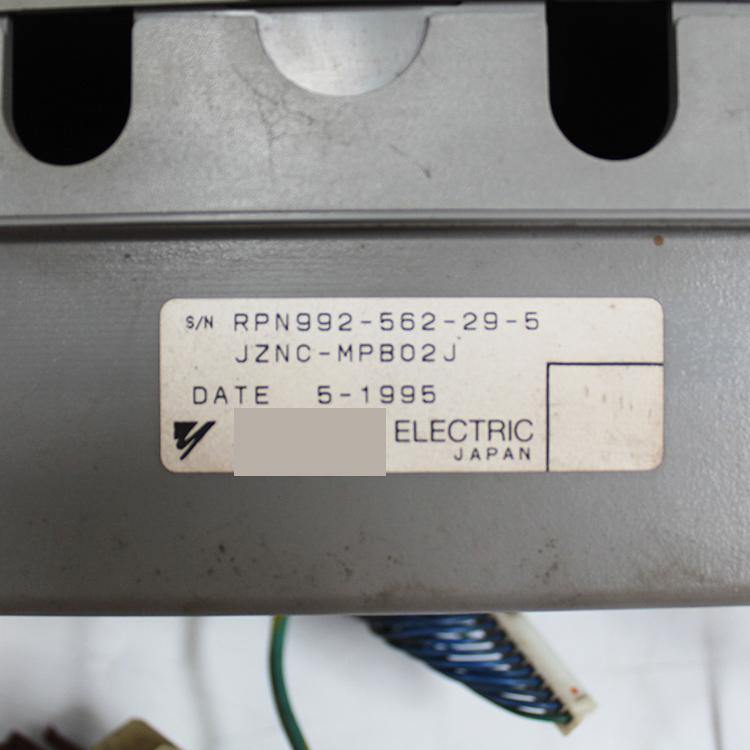 S/N RPN992-562-29-5
JZNC-MPB02J
DATE 5-1995
ELECTRIC
JAPAN